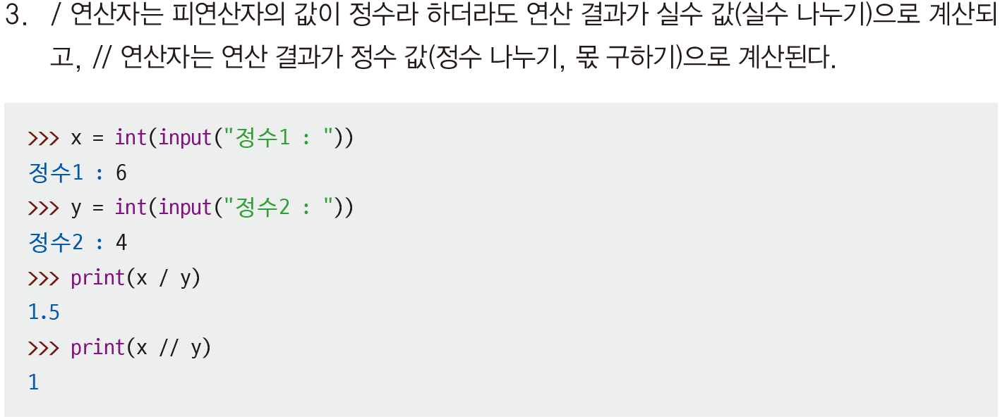 3. / 연산자는 피연산자의 값이 정수라 하더라도 연산 결과가 실수 값(실수 나누기)으로 계산되
고, // 연산자는 연산 결과가 정수 값(정수 나누기, 몫 구하기)으로 계산된다.
>>> x = int(input("정수1 : "))
정수1 : 6
>>> y = int(input("정수2 : "))
정수2 : 4
>>> print(x / y)
1.5
>>> print(x // y)
1